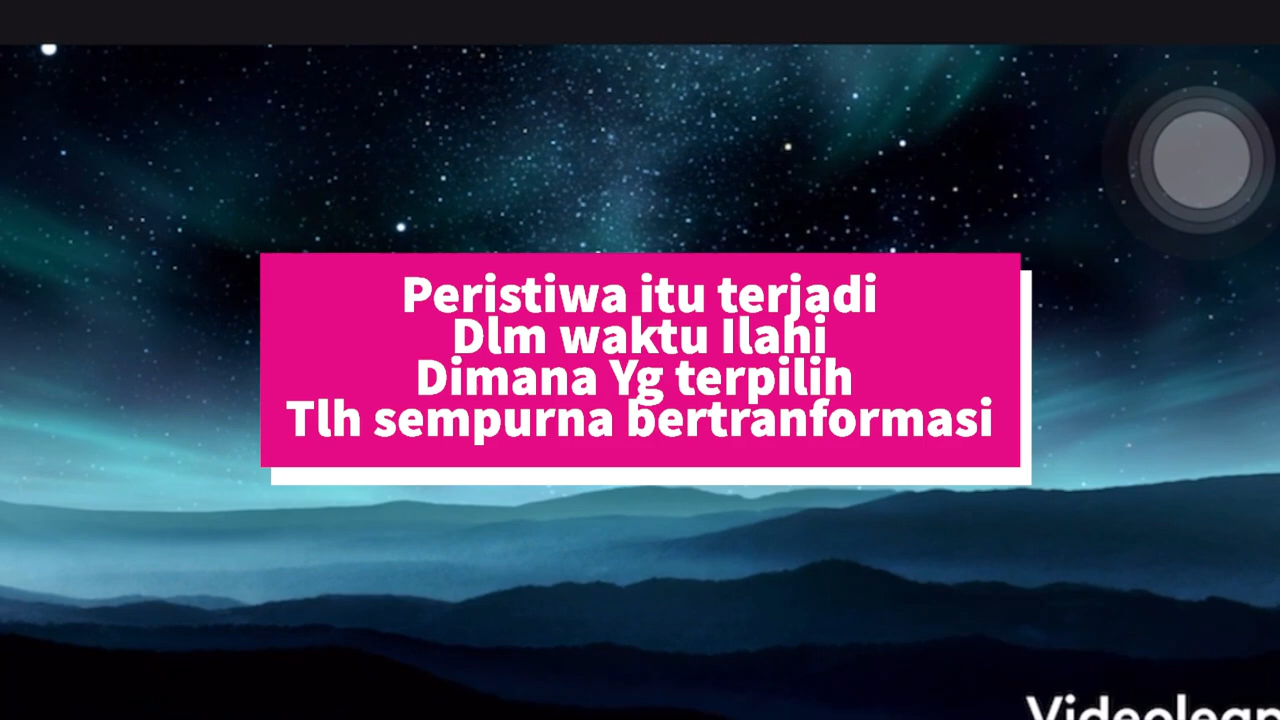 Peristiwa itu terjadi
Dlm waktu Ilahi
Dimana Yg terpilih
Tlh sempurna bertranformasi